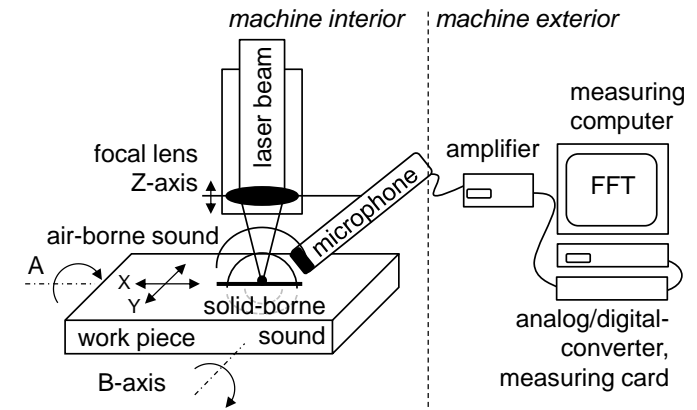 machine interior
machine exterior
laser beam
focal lens
Z-axis
microphone
air-borne sound
A
X
Y
solid-borne
sound
work piece
B-axis
amplifier
measuring
computer
FFT
analog/digital-
converter,
measuring card